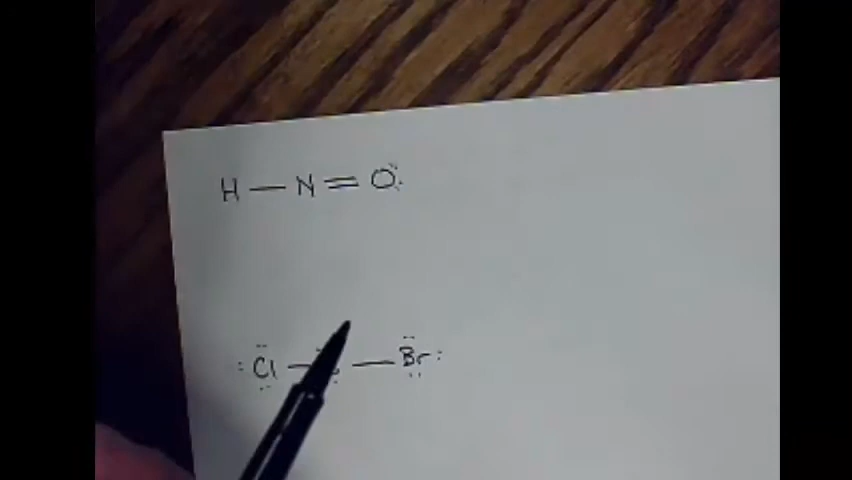 H — N = Ö:
:Cl — — Br: